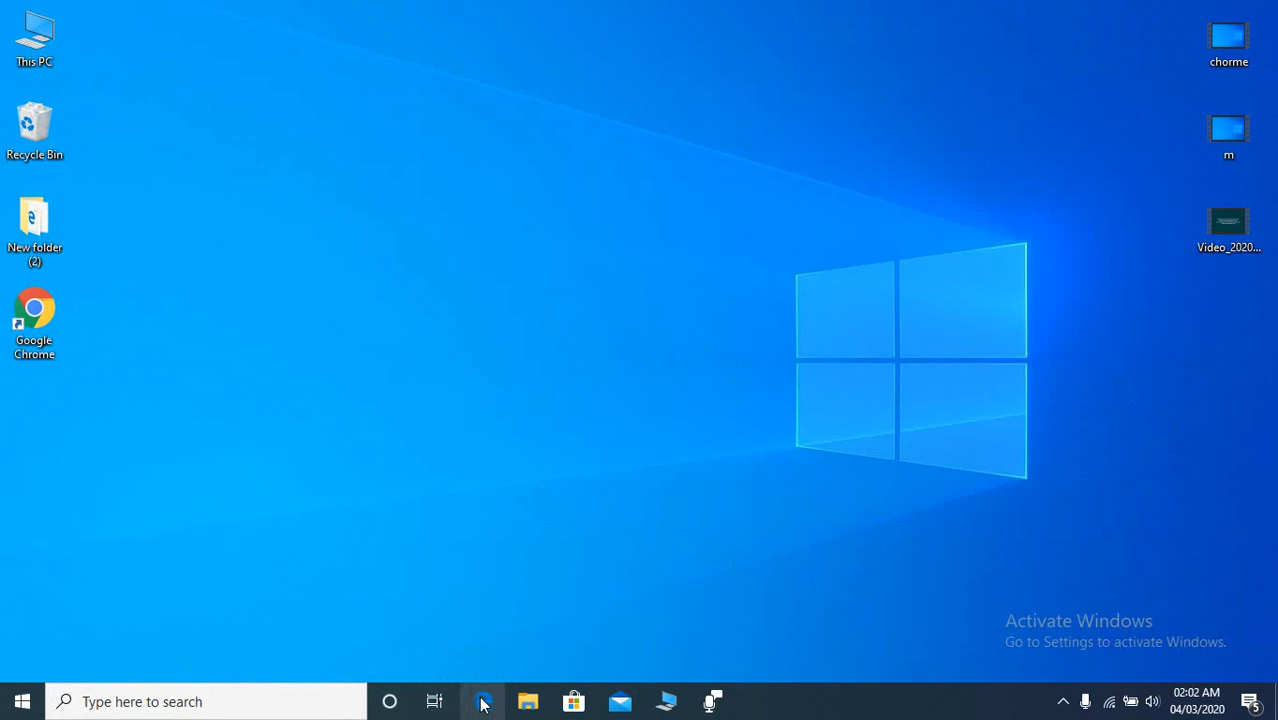 This PC
Recycle Bin
New folder
(2)
Google
Chrome
chorme
m
Video_2020...
Activate Windows
Go to Settings to activate Windows.
Type here to search
02:02 AM
04/03/2020
5